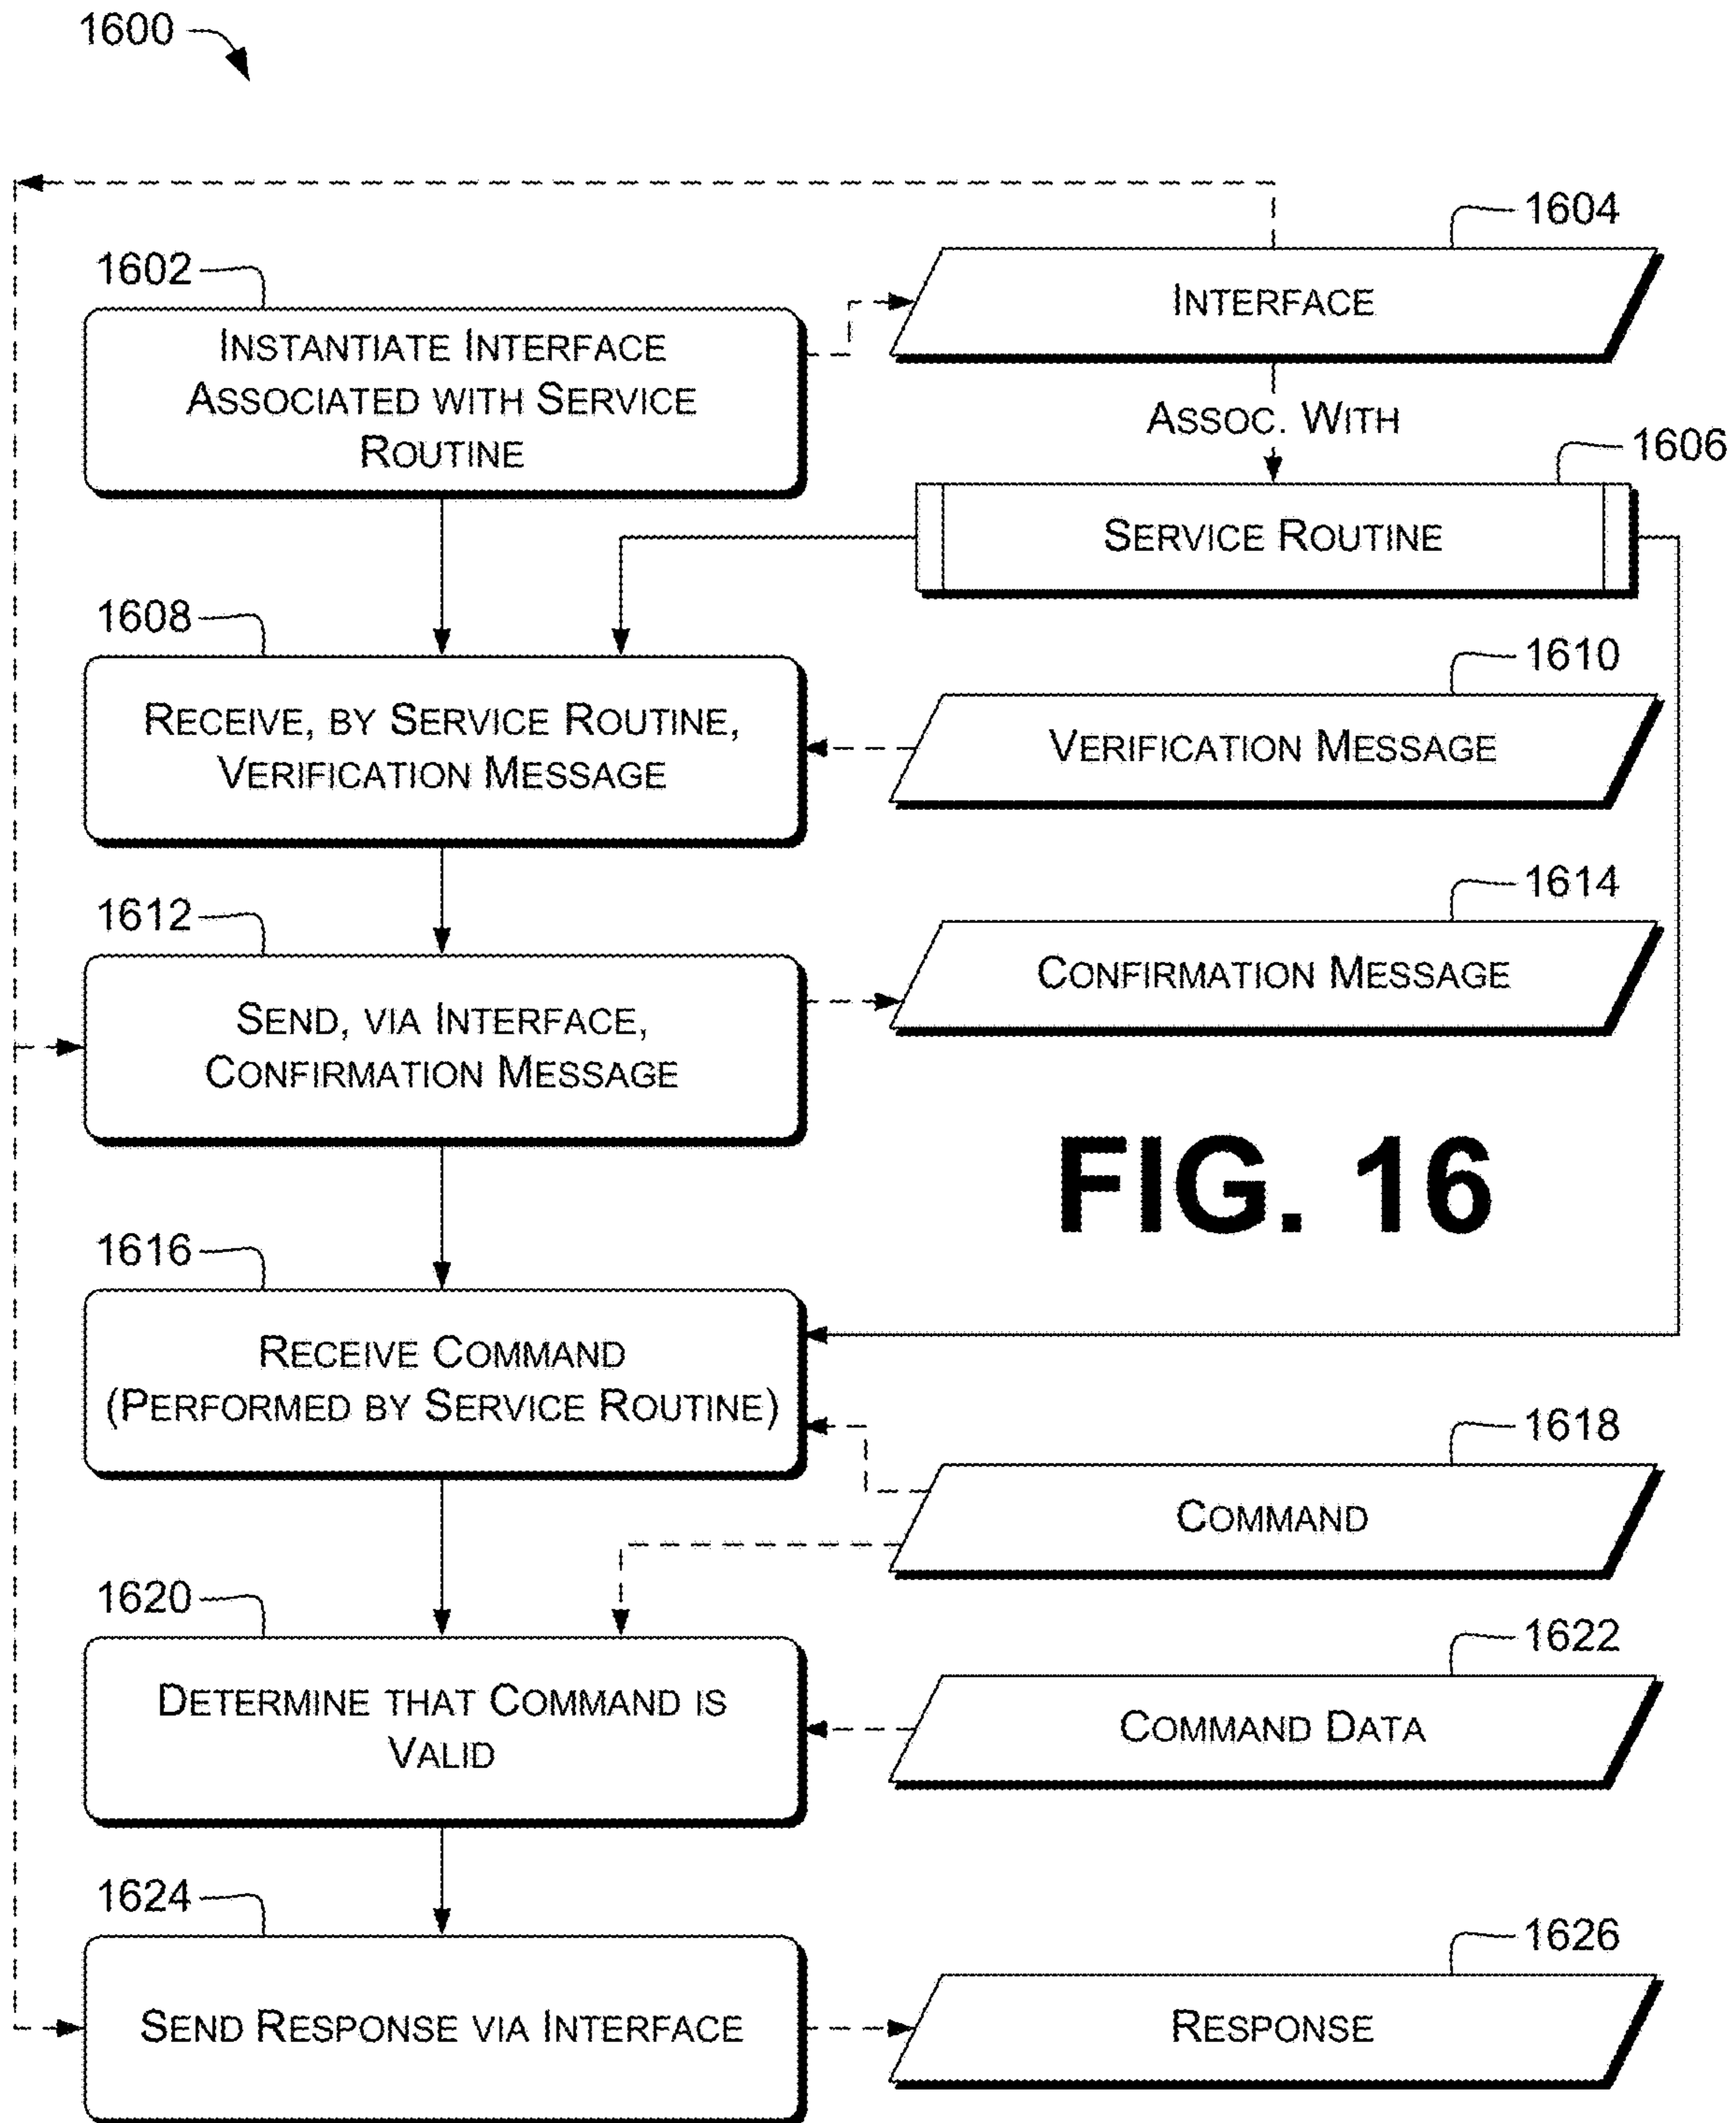 1600
1604
1602
INTERFACE
INSTANTIATE INTERFACE
ASSOCIATED WITH SERVICE
ROUTINE
ASSOC. WITH
1606
SERVICE ROUTINE
1608
1610
RECEIVE, BY SERVICE ROUTINE,
VERIFICATION MESSAGE
VERIFICATION MESSAGE
1612
1614
CONFIRMATION MESSAGE
SEND, VIA INTERFACE,
CONFIRMATION MESSAGE
FIG. 16
1616
RECEIVE COMMAND
(PERFORMED BY SERVICE ROUTINE)
1618
COMMAND
1620
1622
DETERMINE THAT COMMAND IS
VALID
COMMAND DATA
1624
1626
SEND RESPONSE VIA INTERFACE
RESPONSE